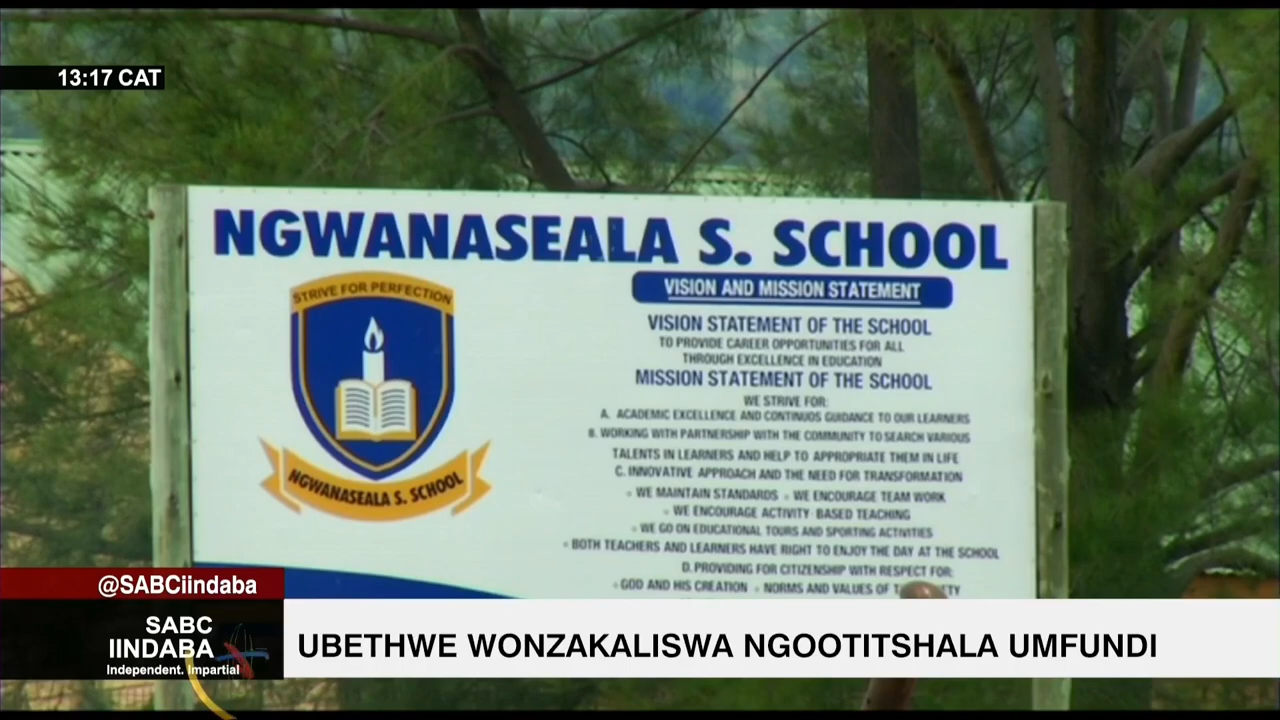 13:17 CAT
NGWANASEALA S. SCHOOL
STRIVE FOR PERFECTION
NGWANASEALA S. SCHOOL
VISION AND MISSION STATEMENT
VISION STATEMENT OF THE SCHOOL
TO PROVIDE CAREER OPPORTUNITIES FOR ALL
THROUGH EXCELLENCE IN EDUCATION
MISSION STATEMENT OF THE SCHOOL
WE STRIVE FOR:
A. ACADEMIC EXCELLENCE AND CONTINUOS GUIDANCE TO OUR LEARNERS
B. WORKING WITH PARTNERSHIP WITH THE COMMUNITY TO SEARCH VARIOUS
TALENTS IN LEARNERS AND HELP TO APPROPRIATE THEM IN LIFE
C. INNOVATIVE APPROACH AND THE NEED FOR TRANSFORMATION
• WE MAINTAIN STANDARDS • WE ENCOURAGE TEAM WORK
• WE ENCOURAGE ACTIVITY BASED TEACHING
• WE GO ON EDUCATIONAL TOURS AND SPORTING ACTIVITIES
• BOTH TEACHERS AND LEARNERS HAVE RIGHT TO ENJOY THE DAY AT THE SCHOOL
D. PROVIDING FOR CITIZENSHIP WITH RESPECT FOR:
• GOD AND HIS CREATION • NORMS AND VALUES OF
@SABCiindaba
SABC
IINDABA
Independent. Impartial
UBETHWE WONZAKALISWA NGOOTITSHALA UMFUNDI